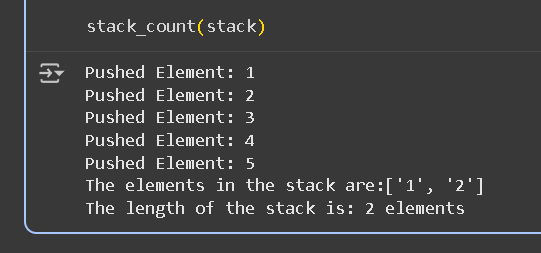 stack_count(stack)
Pushed Element: 1
Pushed Element: 2
Pushed Element: 3
Pushed Element: 4
Pushed Element: 5
The elements in the stack are:['1', '2']
The length of the stack is: 2 elements